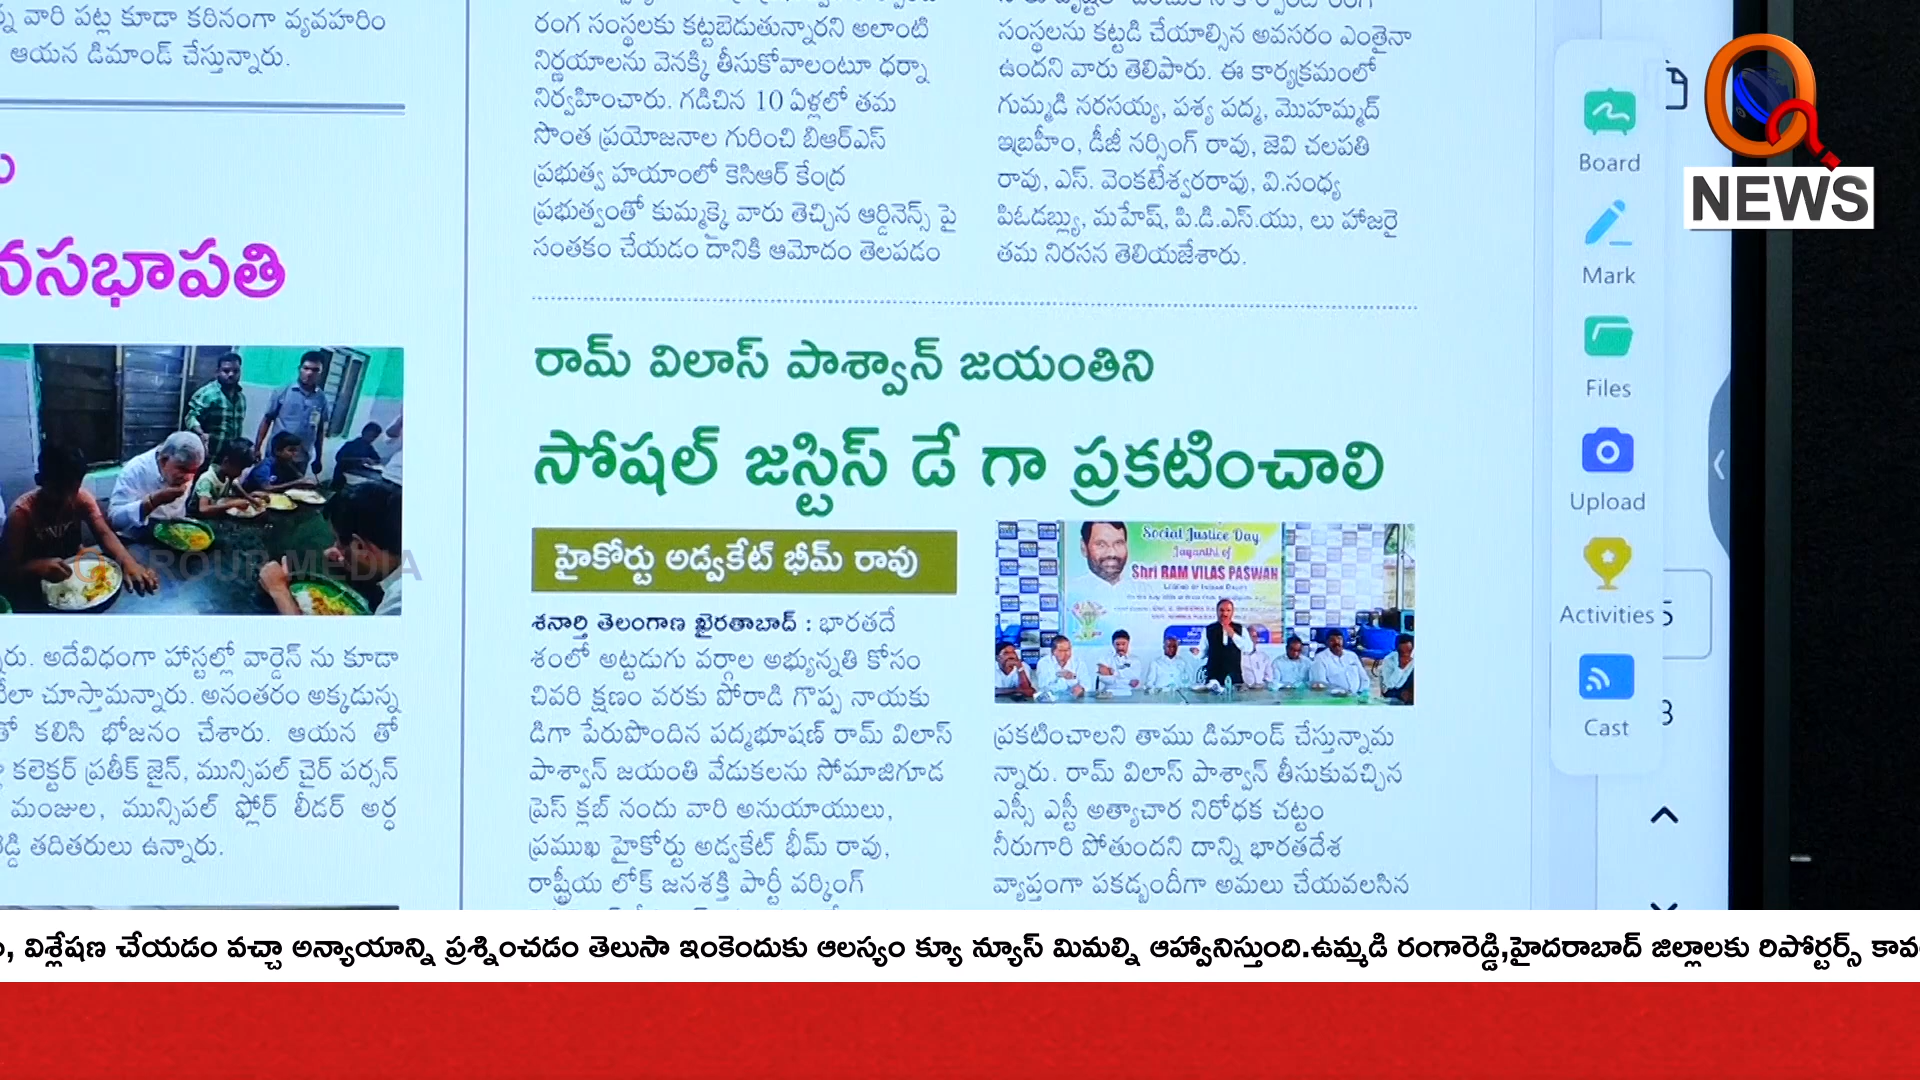 న్న వారి పట్ల కూడా కఠినంగా వ్యవహరిం
ఆయన డిమాండ్ చేస్తున్నారు.
నసభాపతి
రు. అదేవిధంగా హాస్టల్లో వార్డెన్ ను కూడా
చూస్తామన్నారు. అనంతరం అక్కడున్న
తో కలిసి భోజనం చేశారు. ఆయన తో
కలెక్టర్ ప్రతీక్ జైన్, మున్సిపల్ చైర్ పర్సన్
మంజుల, మున్సిపల్ ఫ్లోర్ లీడర్ అర్ధ
రెడ్డి తదితరులు ఉన్నారు.
రంగ సంస్థలకు కట్టబెడుతున్నారని అలాంటి
నిర్ణయాలను వెనక్కి తీసుకోవాలంటూ ధర్నా
నిర్వహించారు. గడిచిన 10 ఏళ్లలో తమ
సొంత ప్రయోజనాల గురించి బిఆర్ఎస్
ప్రభుత్వ హయాంలో కెసిఆర్ కేంద్ర
ప్రభుత్వంతో కుమ్మక్కై వారు తెచ్చిన ఆర్డినెన్స్ పై
సంతకం చేయడం దానికి ఆమోదం తెలపడం
సంస్థలను కట్టడి చేయాల్సిన అవసరం ఎంతైనా
ఉందని వారు తెలిపారు. ఈ కార్యక్రమంలో
గుమ్మడి నరసయ్య, పశ్య పద్మ, మొహమ్మద్
ఇబ్రహీం, డీజీ నర్సింగ్ రావు, జెవి చలపతి
రావు, ఎస్. వెంకటేశ్వరరావు, వి.సంధ్య
పిఓడబ్ల్యు, మహేష్, పి.డి.ఎస్.యు, లు హాజరై
తమ నిరసన తెలియజేశారు.
రామ్ విలాస్ పాశ్వాన్ జయంతిని
సోషల్ జస్టిస్ డే గా ప్రకటించాలి
హైకోర్టు అడ్వకేట్ భీమ్ రావు
శనార్తి తెలంగాణ ఖైరతాబాద్ : భారతదే
శంలో అట్టడుగు వర్గాల అభ్యున్నతి కోసం
చివరి క్షణం వరకు పోరాడి గొప్ప నాయకు
డిగా పేరుపొందిన పద్మభూషణ్ రామ్ విలాస్
పాశ్వాన్ జయంతి వేడుకలను సోమాజిగూడ
ప్రెస్ క్లబ్ నందు వారి అనుయాయులు,
ప్రముఖ హైకోర్టు అడ్వకేట్ భీమ్ రావు,
రాష్ట్రీయ లోక్ జనశక్తి పార్టీ వర్కింగ్
Social Justice Day
Jayanthi of
Shri RAM VILAS PASWAN
ప్రకటించాలని తాము డిమాండ్ చేస్తున్నామ
న్నారు. రామ్ విలాస్ పాశ్వాన్ తీసుకువచ్చిన
ఎస్సీ ఎస్టీ అత్యాచార నిరోధక చట్టం
నీరుగారి పోతుందని దాన్ని భారతదేశ
వ్యాప్తంగా పకడ్బందీగా అమలు చేయవలసిన
Board
Mark
Files
Upload
Activities
Cast
5
3
Q
NEWS
Q GROUP MEDIA
, విశ్లేషణ చేయడం వచ్చా అన్యాయాన్ని ప్రశ్నించడం తెలుసా ఇంకెందుకు ఆలస్యం క్యూ న్యూస్ మిమల్ని ఆహ్వానిస్తుంది.ఉమ్మడి రంగారెడ్డి,హైదరాబాద్ జిల్లాలకు రిపోర్టర్స్ కావ